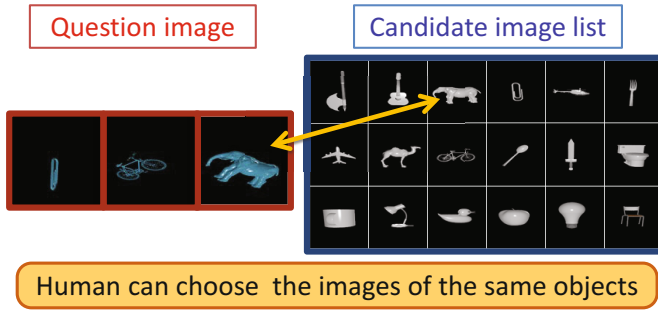 Question image
Candidate image list
Human can choose the images of the same objects